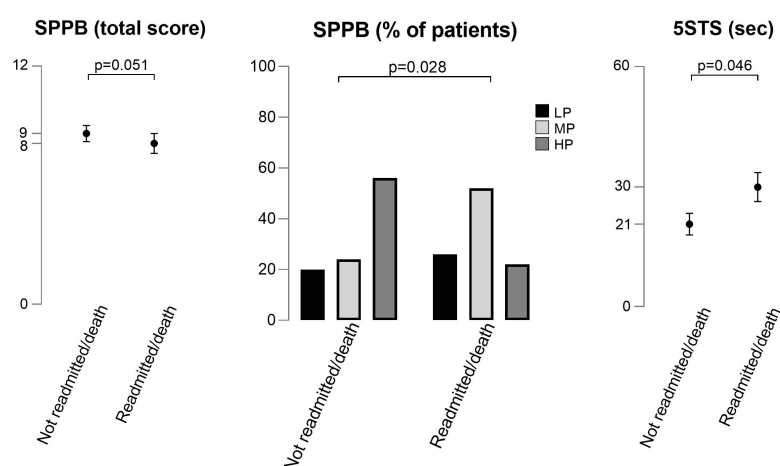 SPPB (total score)
12
9
8
0
p=0.051
Not readmitted/death
Readmitted/death
SPPB (% of patients)
100
80
60
40
20
0
p=0.028
LP
MP
HP
Not readmitted/death
Readmitted/death
5STS (sec)
60
30
21
0
p=0.046
Not readmitted/death
Readmitted/death